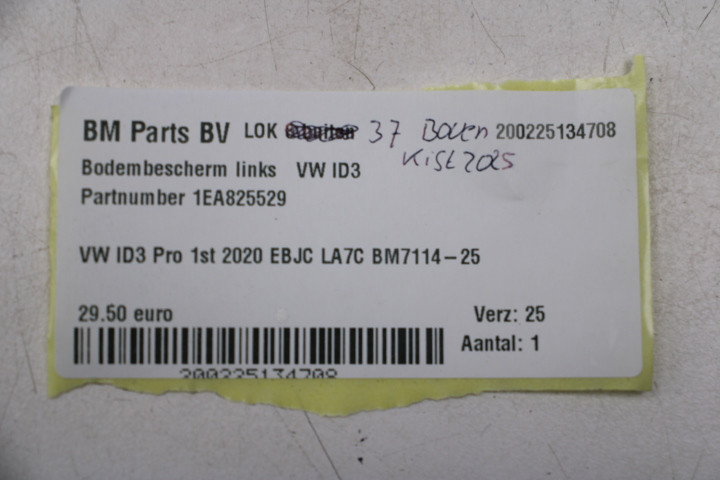 BM Parts BV LOK 37 Boven 200225134708
Kist 2025
Bodembescherm links VW ID3
Partnumber 1EA825529
VW ID3 Pro 1st 2020 EBJC LA7C BM7114-25
29.50 euro Verz: 25
Aantal: 1
200225134708